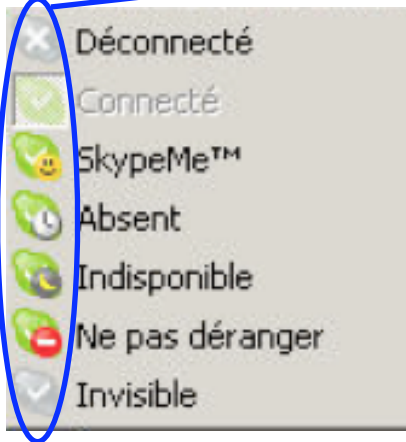 Déconnecté
Connecté
SkypeMe™
Absent
Indisponible
Ne pas déranger
Invisible